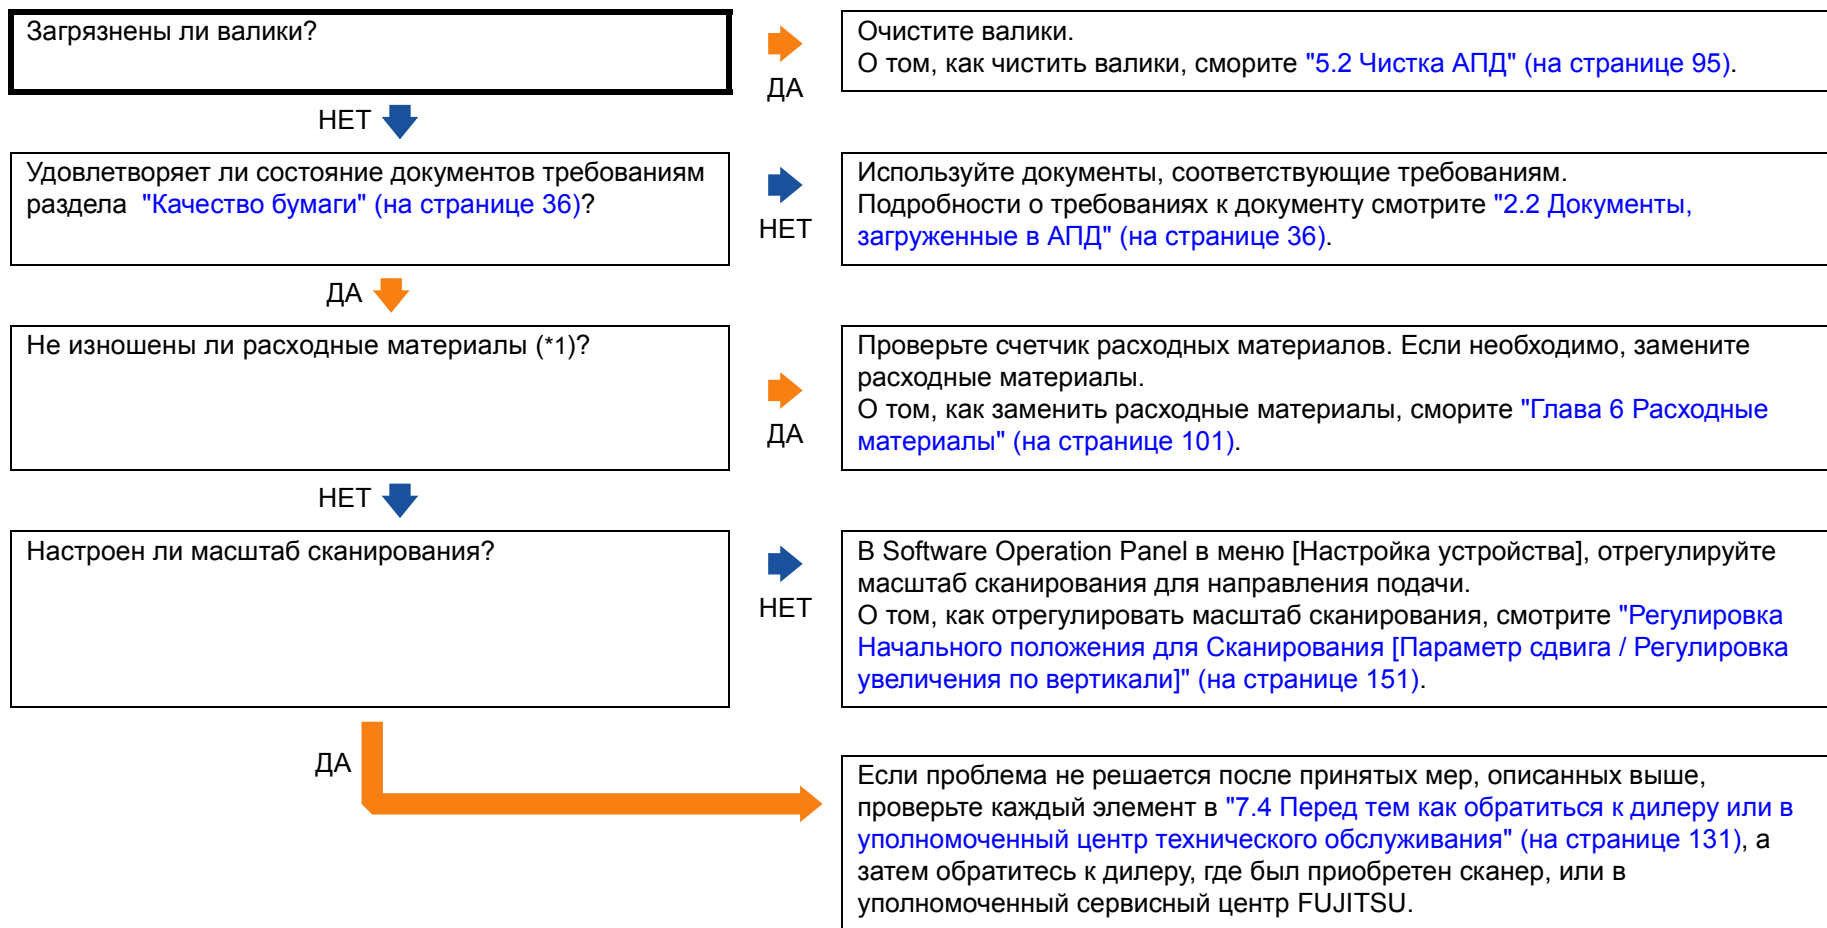 Загрязнены ли валики?
ДА
Очистите валики.
О том, как чистить валики, сморите "5.2 Чистка АПД" (на странице 95).
НЕТ
Удовлетворяет ли состояние документов требованиям
раздела "Качество бумаги" (на странице 36)?
НЕТ
Используйте документы, соответствующие требованиям.
Подробности о требованиях к документу смотрите "2.2 Документы,
загруженные в АПД" (на странице 36).
ДА
Не изношены ли расходные материалы (*1)?
ДА
Проверьте счетчик расходных материалов. Если необходимо, замените
расходные материалы.
О том, как заменить расходные материалы, сморите "Глава 6 Расходные
материалы" (на странице 101).
НЕТ
Настроен ли масштаб сканирования?
НЕТ
В Software Operation Panel в меню [Настройка устройства], отрегулируйте
масштаб сканирования для направления подачи.
О том, как отрегулировать масштаб сканирования, смотрите "Регулировка
Начального положения для Сканирования [Параметр сдвига / Регулировка
увеличения по вертикали]" (на странице 151).
ДА
Если проблема не решается после принятых мер, описанных выше,
проверьте каждый элемент в "7.4 Перед тем как обратиться к дилеру или в
уполномоченный центр технического обслуживания" (на странице 131), а
затем обратитесь к дилеру, где был приобретен сканер, или в
уполномоченный сервисный центр FUJITSU.